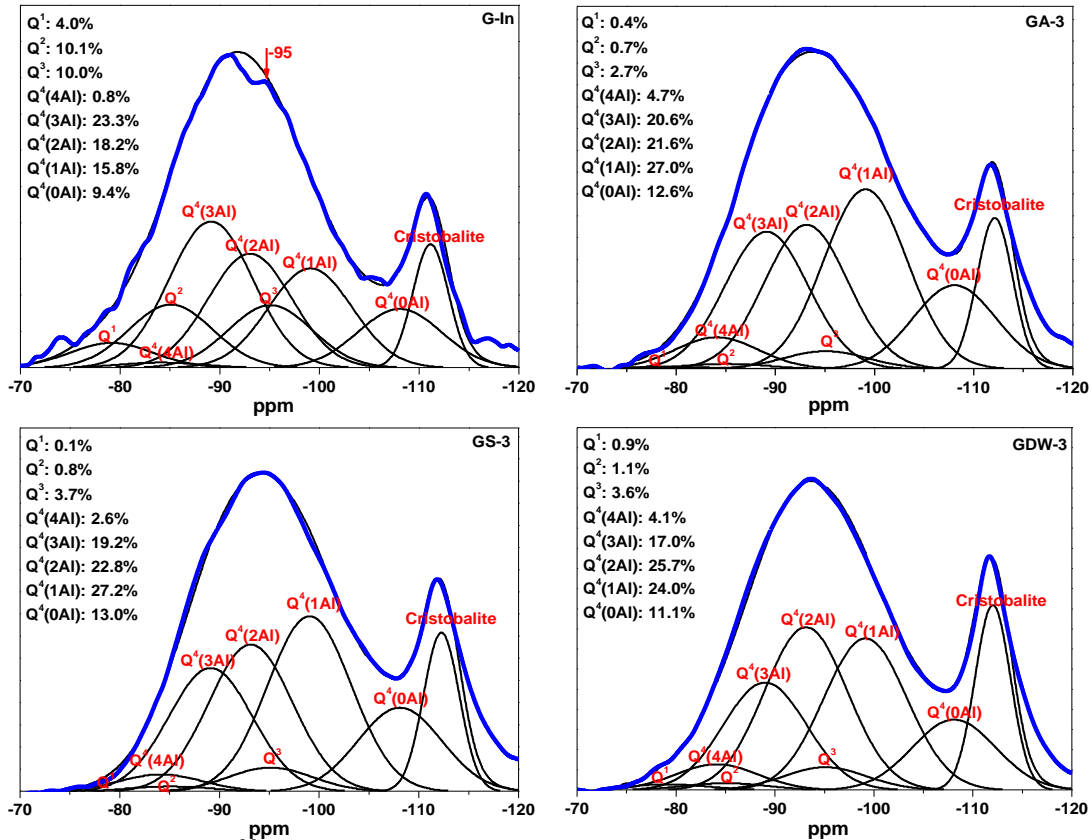 G-In
Q¹: 4.0%
Q²: 10.1%
Q³: 10.0%
Q⁴(4Al): 0.8%
Q⁴(3Al): 23.3%
Q⁴(2Al): 18.2%
Q⁴(1Al): 15.8%
Q⁴(0Al): 9.4%
-95
Q⁴(3Al)
Q⁴(2Al)
Q⁴(1Al)
Cristobalite
Q²
Q³
Q⁴(0Al)
Q¹
Q⁴(4Al)
-70 -80 -90 -100 -110 -120
ppm
GA-3
Q¹: 0.4%
Q²: 0.7%
Q³: 2.7%
Q⁴(4Al): 4.7%
Q⁴(3Al): 20.6%
Q⁴(2Al): 21.6%
Q⁴(1Al): 27.0%
Q⁴(0Al): 12.6%
Q⁴(1Al)
Cristobalite
Q⁴(3Al)
Q⁴(2Al)
Q⁴(0Al)
Q⁴(4Al)
Q²
Q³
-70 -80 -90 -100 -110 -120
ppm
GS-3
Q¹: 0.1%
Q²: 0.8%
Q³: 3.7%
Q⁴(4Al): 2.6%
Q⁴(3Al): 19.2%
Q⁴(2Al): 22.8%
Q⁴(1Al): 27.2%
Q⁴(0Al): 13.0%
Q⁴(1Al)
Cristobalite
Q⁴(2Al)
Q⁴(3Al)
Q⁴(0Al)
Q⁴(4Al)
Q³
Q²
-70 -80 -90 -100 -110 -120
ppm
GDW-3
Q¹: 0.9%
Q²: 1.1%
Q³: 3.6%
Q⁴(4Al): 4.1%
Q⁴(3Al): 17.0%
Q⁴(2Al): 25.7%
Q⁴(1Al): 24.0%
Q⁴(0Al): 11.1%
Cristobalite
Q⁴(2Al)
Q⁴(1Al)
Q⁴(3Al)
Q⁴(0Al)
Q⁴(4Al)
Q¹
Q²
Q³
-70 -80 -90 -100 -110 -120
ppm